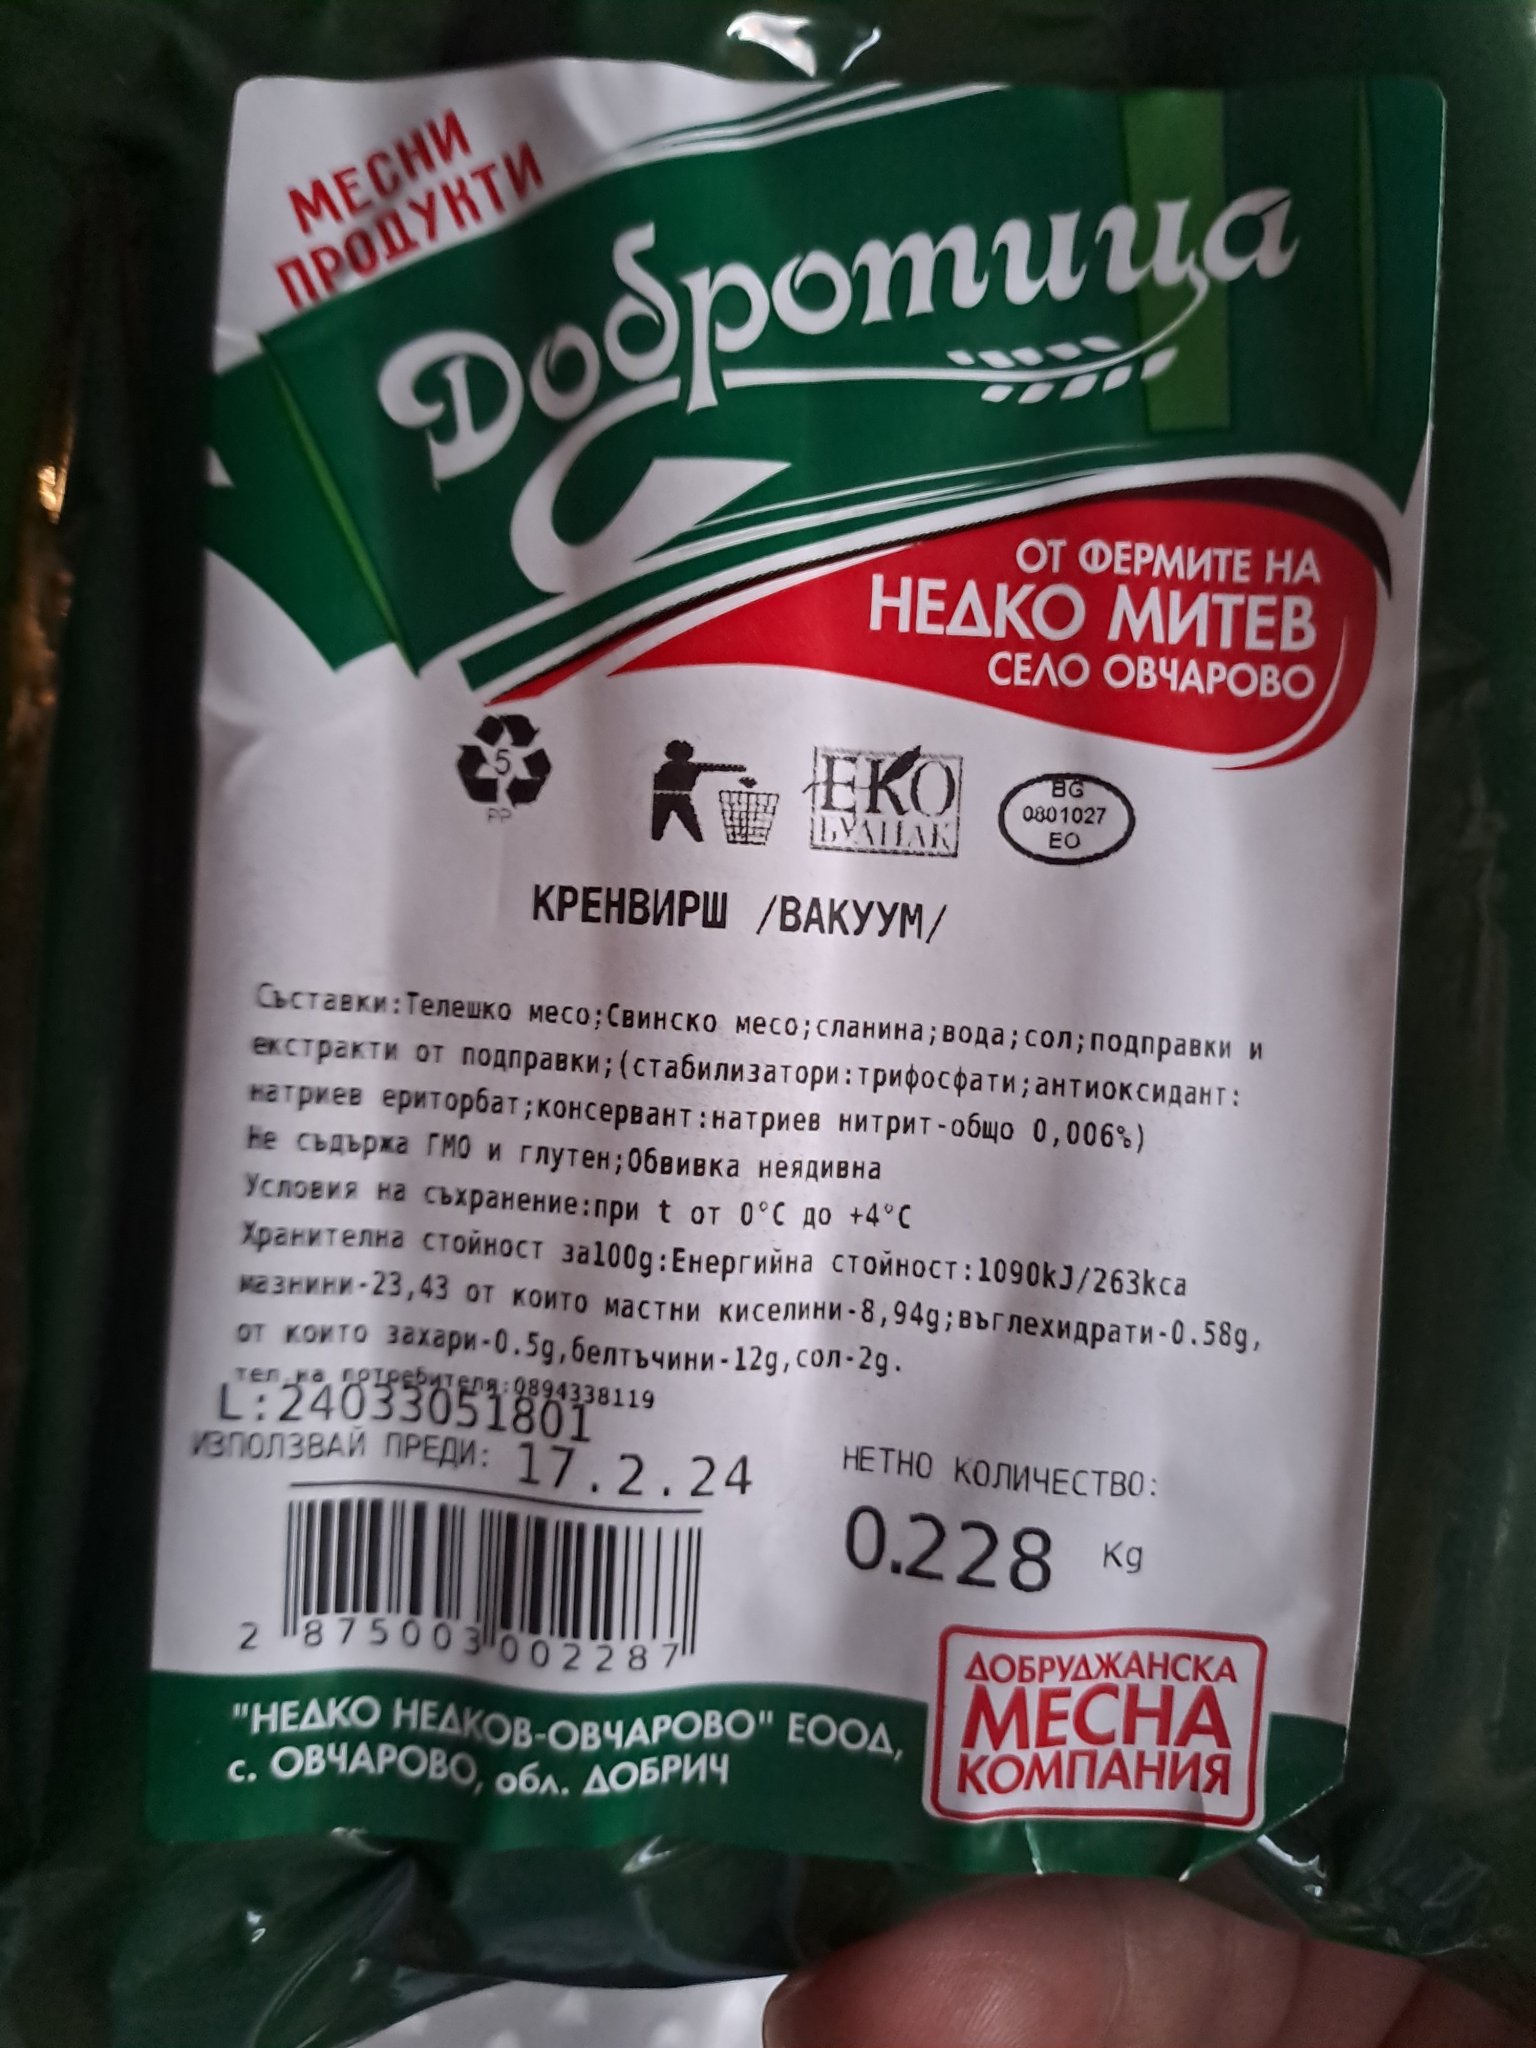 МЕСНИ
ПРОДУКТИ
Добротица
ОТ ФЕРМИТЕ НА
НЕДКО МИТЕВ
СЕЛО ОВЧАРОВО
5
PP
ЕКО
БУЛПАК
BG
0801027
EO
КРЕНВИРШ /ВАКУУМ/
Съставки:Телешко месо;Свинско месо;сланина;вода;сол;подправки и
екстракти от подправки;(стабилизатори:трифосфати;антиоксидант:
натриев ериторбат;консервант:натриев нитрит-общо 0,006%)
Не съдържа ГМО и глутен;Обвивка неядивна
Условия на съхранение:при t от 0°C до +4°C
Хранителна стойност за100g:Енергийна стойност:1090kJ/263kca
мазнини-23,43 от които мастни киселини-8,94g;въглехидрати-0.58g,
от които захари-0.5g,белтъчини-12g,сол-2g.
тел на потребителя:0894338119
L:24033051801
ИЗПОЛЗВАЙ ПРЕДИ: 17.2.24
НЕТНО КОЛИЧЕСТВО:
0.228 Kg
2 875003 002287
"НЕДКО НЕДКОВ-ОВЧАРОВО" ЕООД,
с. ОВЧАРОВО, обл. ДОБРИЧ
ДОБРУДЖАНСКА
МЕСНА
КОМПАНИЯ